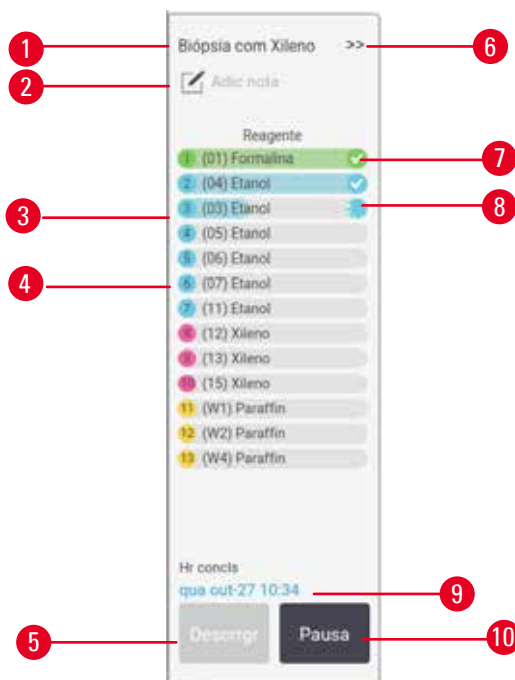 1 Biópsia com Xileno >> 6
2 Adic nota
Reagente
1 (01) Formalina 7
2 (04) Etanol
3 3 (03) Etanol 8
4 (05) Etanol
5 (06) Etanol
4 6 (07) Etanol
7 (11) Etanol
8 (12) Xileno
9 (13) Xileno
10 (15) Xileno
11 (W1) Paraffin
12 (W2) Paraffin
13 (W4) Paraffin
Hr concls
qua out-27 10:34 9
5 Descrrgr Pausa 10